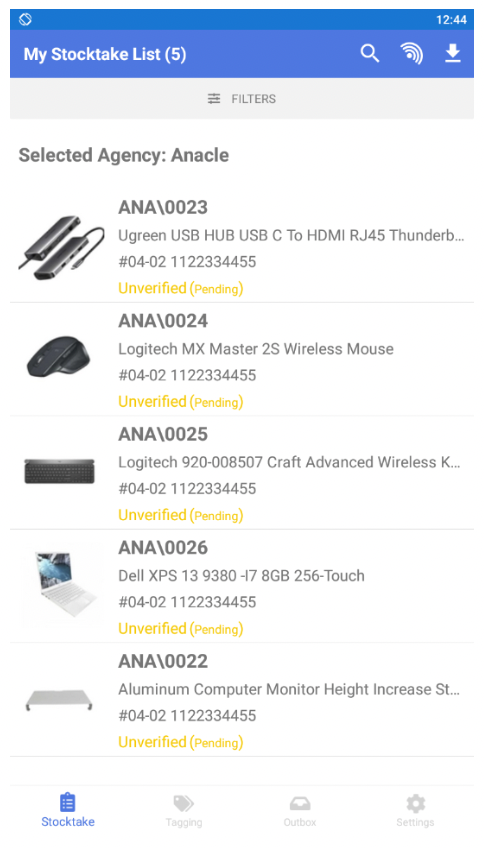 12:44
My Stocktake List (5)
FILTERS
Selected Agency: Anacle
ANA\0023
Ugreen USB HUB USB C To HDMI RJ45 Thunderb...
#04-02 1122334455
Unverified (Pending)
ANA\0024
Logitech MX Master 2S Wireless Mouse
#04-02 1122334455
Unverified (Pending)
ANA\0025
Logitech 920-008507 Craft Advanced Wireless K...
#04-02 1122334455
Unverified (Pending)
ANA\0026
Dell XPS 13 9380 -I7 8GB 256-Touch
#04-02 1122334455
Unverified (Pending)
ANA\0022
Aluminum Computer Monitor Height Increase St...
#04-02 1122334455
Unverified (Pending)
Stocktake Tagging Outbox Settings